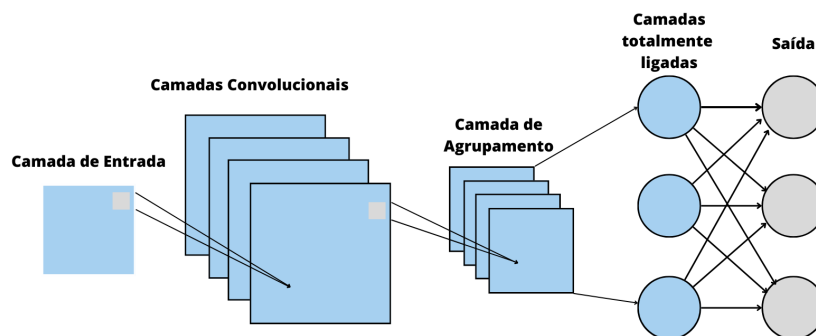 Camada de Entrada
Camadas Convolucionais
Camada de
Agrupamento
Camadas
totalmente
ligadas
Saída